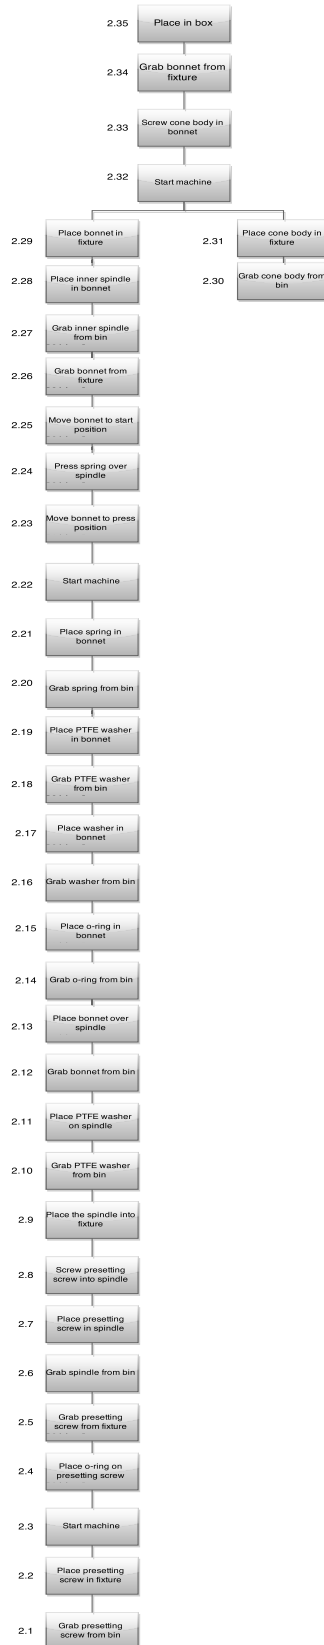 2.35 Place in box
2.34 Grab bonnet from
fixture
2.33 Screw cone body in
bonnet
2.32 Start machine
2.29 Place bonnet in
fixture
2.31 Place cone body in
fixture
2.28 Place inner spindle
in bonnet
2.30 Grab cone body from
bin
2.27 Grab inner spindle
from bin
2.26 Grab bonnet from
fixture
2.25 Move bonnet to start
position
2.24 Press spring over
spindle
2.23 Move bonnet to press
position
2.22 Start machine
2.21 Place spring in
bonnet
2.20 Grab spring from bin
2.19 Place PTFE washer
in bonnet
2.18 Grab PTFE washer
from bin
2.17 Place washer in
bonnet
2.16 Grab washer from bin
2.15 Place o-ring in
bonnet
2.14 Grab o-ring from bin
2.13 Place bonnet over
spindle
2.12 Grab bonnet from bin
2.11 Place PTFE washer
on spindle
2.10 Grab PTFE washer
from bin
2.9 Place the spindle into
fixture
2.8 Screw presetting
screw into spindle
2.7 Place presetting
screw in spindle
2.6 Grab spindle from bin
2.5 Grab presetting
screw from fixture
2.4 Place o-ring on
presetting screw
2.3 Start machine
2.2 Place presetting
screw in fixture
2.1 Grab presetting
screw from bin